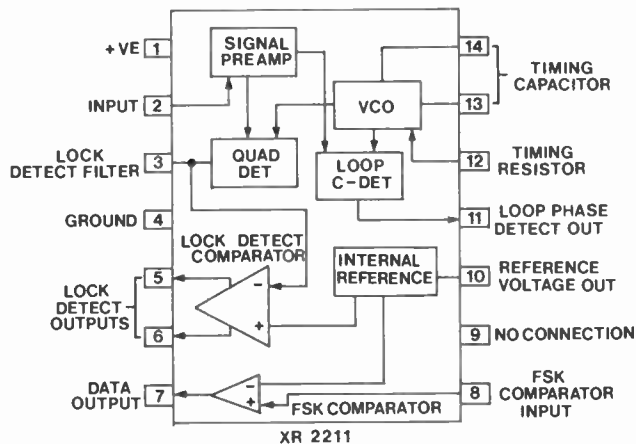 +VE 1
SIGNAL
PREAMP
14
TIMING
CAPACITOR
INPUT 2
VCO
13
LOCK
DETECT FILTER
3
QUAD
DET
LOOP
C-DET
12
TIMING
RESISTOR
GROUND 4
11
LOOP PHASE
DETECT OUT
LOCK DETECT
COMPARATOR
INTERNAL
REFERENCE
10
REFERENCE
VOLTAGE OUT
5
LOCK
DETECT
OUTPUTS
6
−
+
9
NO CONNECTION
DATA
OUTPUT
7
−
+
FSK COMPARATOR
8
FSK
COMPARATOR
INPUT
XR 2211